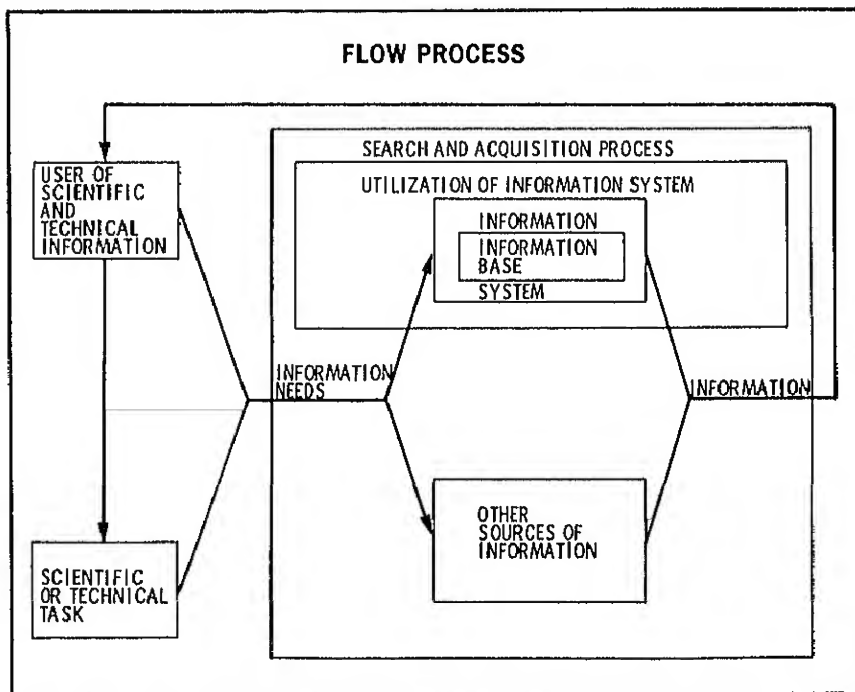 FLOW PROCESS
SEARCH AND ACQUISITION PROCESS
UTILIZATION OF INFORMATION SYSTEM
USER OF
SCIENTIFIC
AND
TECHNICAL
INFORMATION
INFORMATION
INFORMATION
BASE
SYSTEM
INFORMATION
NEEDS
INFORMATION
OTHER
SOURCES OF
INFORMATION
SCIENTIFIC
OR TECHNICAL
TASK